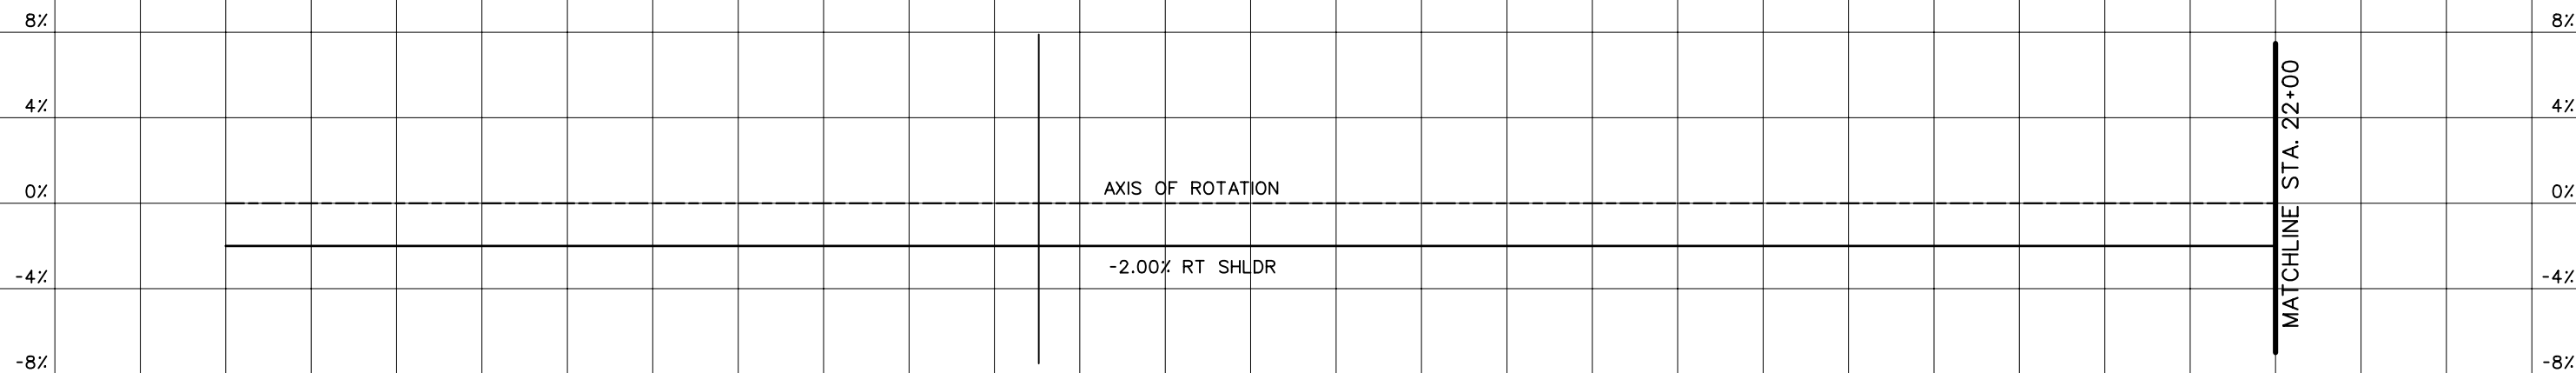 8% 8%
4% 4%
0% 0%
AXIS OF ROTATION
-2.00% RT SHLDR
-4% -4%
-8% -8%
MATCHLINE STA. 22+00